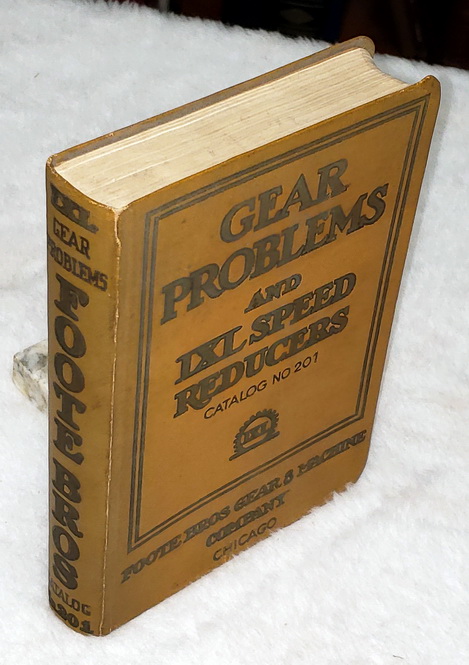 IXL
GEAR
PROBLEMS
FOOTE BROS
CATALOG
201
GEAR
PROBLEMS
AND
IXL SPEED
REDUCERS
CATALOG NO 201
IXL
FOOTE BROS GEAR & MACHINE
COMPANY
CHICAGO